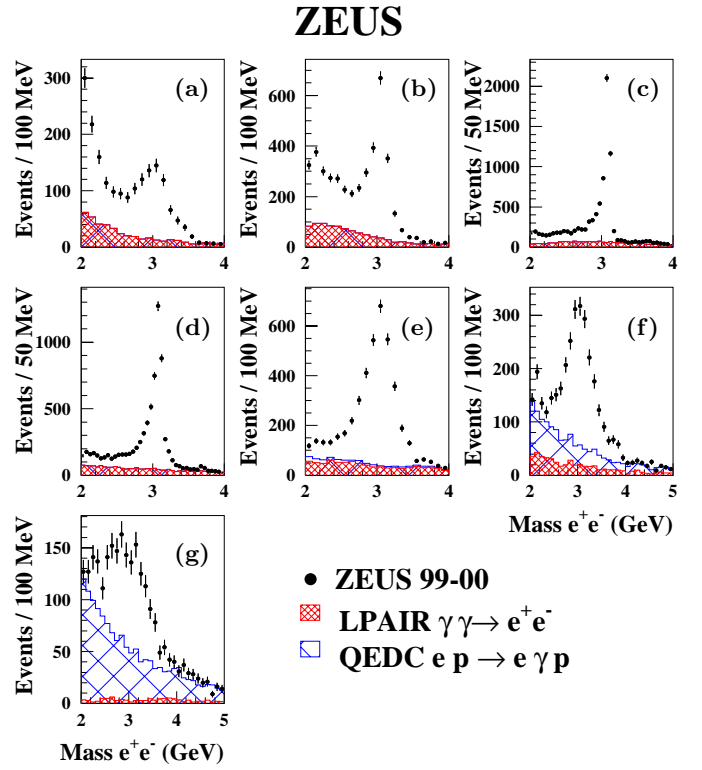 ZEUS
Events / 100 MeV
300
200
100
0
2
3
4
(a)
Events / 100 MeV
600
400
200
0
2
3
4
(b)
Events / 50 MeV
2000
1500
1000
500
0
2
3
4
(c)
Events / 50 MeV
1000
500
0
2
3
4
(d)
Events / 100 MeV
600
400
200
0
2
3
4
(e)
Events / 100 MeV
300
200
100
0
2
3
4
5
(f)
Mass e⁺e⁻ (GeV)
Events / 100 MeV
150
100
50
0
2
3
4
5
(g)
Mass e⁺e⁻ (GeV)
ZEUS 99-00
LPAIR γ γ→ e⁺e⁻
QEDC e p → e γ p